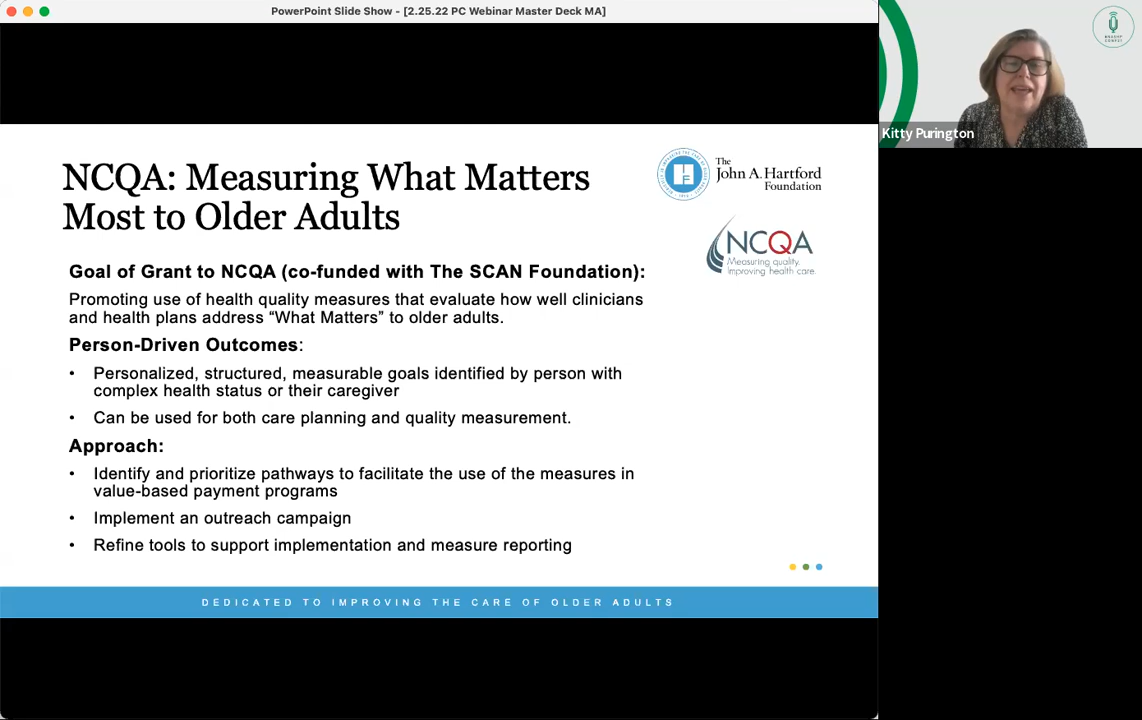 PowerPoint Slide Show - [2.25.22 PC Webinar Master Deck MA]
NCQA: Measuring What Matters
Most to Older Adults
The
John A. Hartford
Foundation
NCQA
Measuring quality.
Improving health care.
Goal of Grant to NCQA (co-funded with The SCAN Foundation):
Promoting use of health quality measures that evaluate how well clinicians
and health plans address “What Matters” to older adults.
Person-Driven Outcomes:
• Personalized, structured, measurable goals identified by person with
complex health status or their caregiver
• Can be used for both care planning and quality measurement.
Approach:
• Identify and prioritize pathways to facilitate the use of the measures in
value-based payment programs
• Implement an outreach campaign
• Refine tools to support implementation and measure reporting
DEDICATED TO IMPROVING THE CARE OF OLDER ADULTS
Kitty Purington